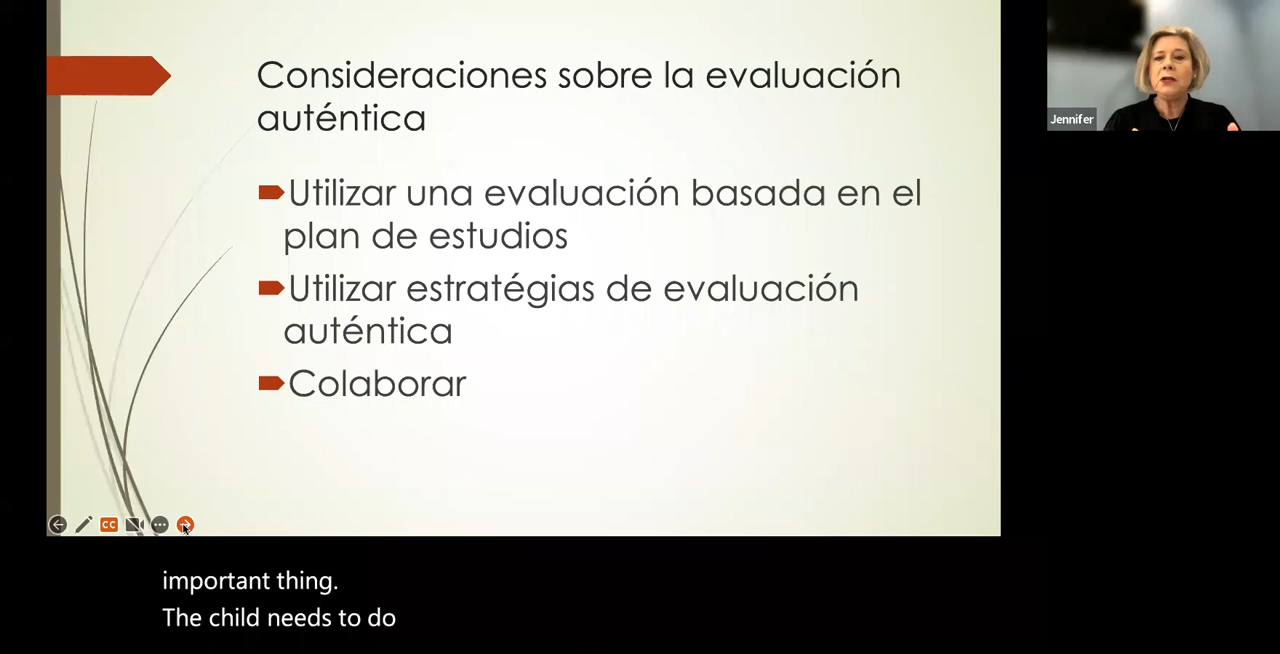 Consideraciones sobre la evaluación
auténtica
Utilizar una evaluación basada en el
plan de estudios
Utilizar estratégias de evaluación
auténtica
Colaborar
Jennifer
CC
important thing.
The child needs to do